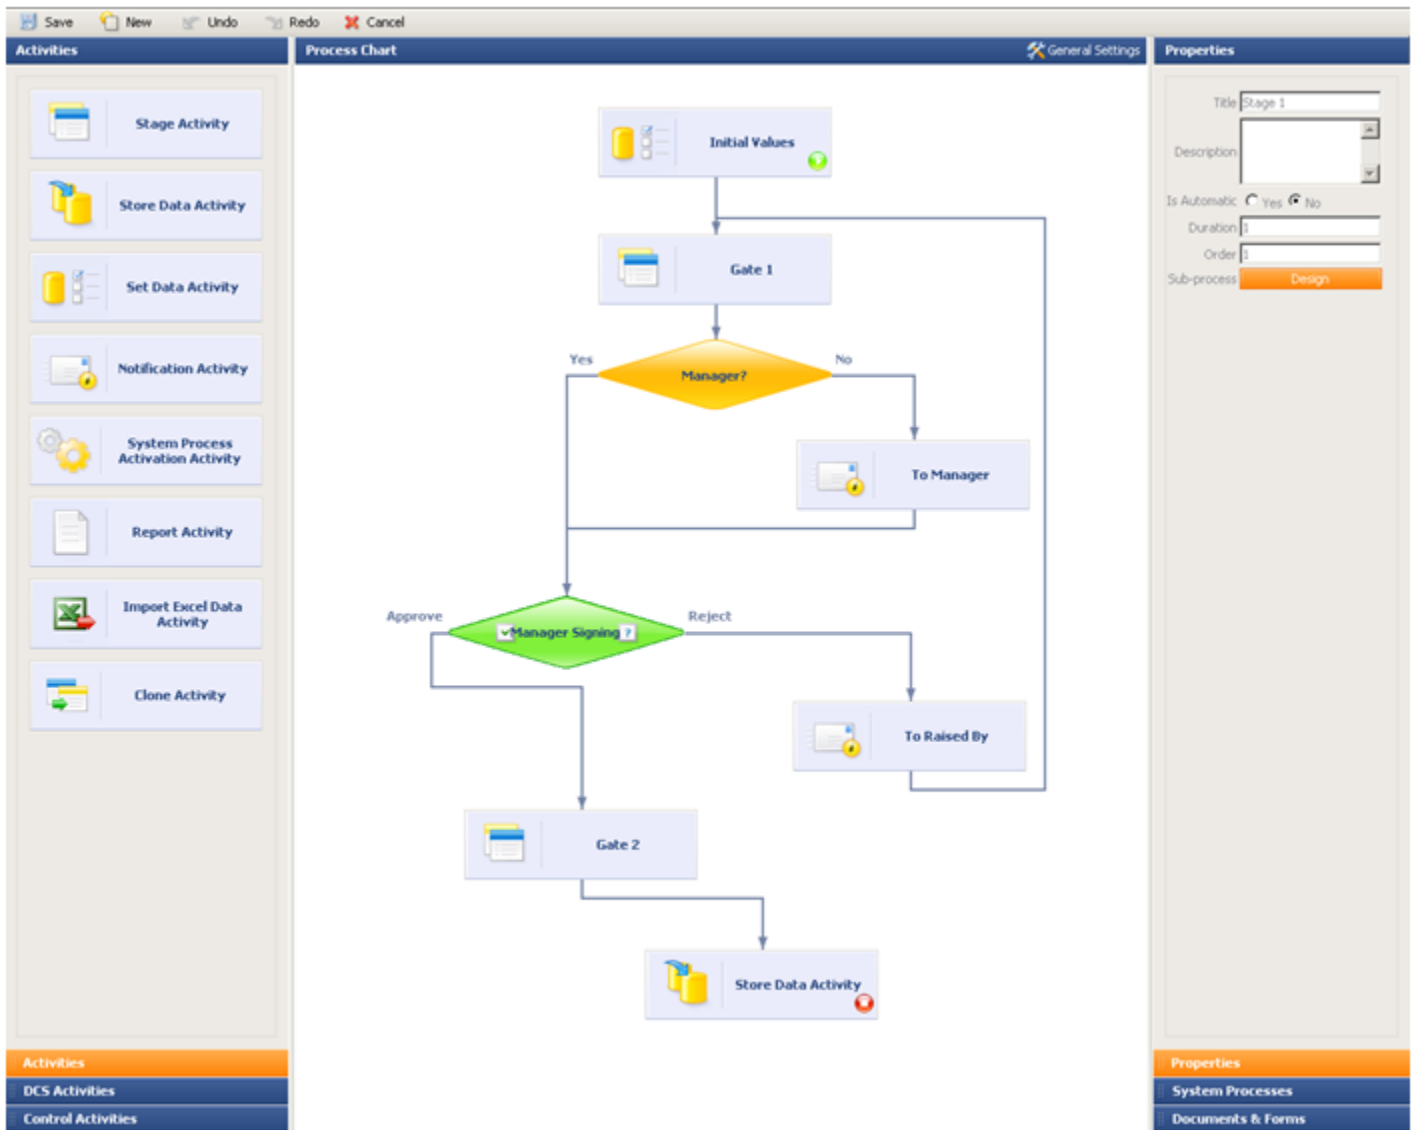 Save New Undo Redo Cancel
Activities
Stage Activity
Store Data Activity
Set Data Activity
Notification Activity
System Process
Activation Activity
Report Activity
Import Excel Data
Activity
Clone Activity
Activities
DCS Activities
Control Activities
Process Chart General Settings
Initial Values
Gate 1
Yes No
Manager?
To Manager
Approve Reject
Manager Signing ?
To Raised By
Gate 2
Store Data Activity
Properties
Title Stage 1
Description
Is Automatic Yes No
Duration 1
Order 1
Sub-process Design
Properties
System Processes
Documents & Forms